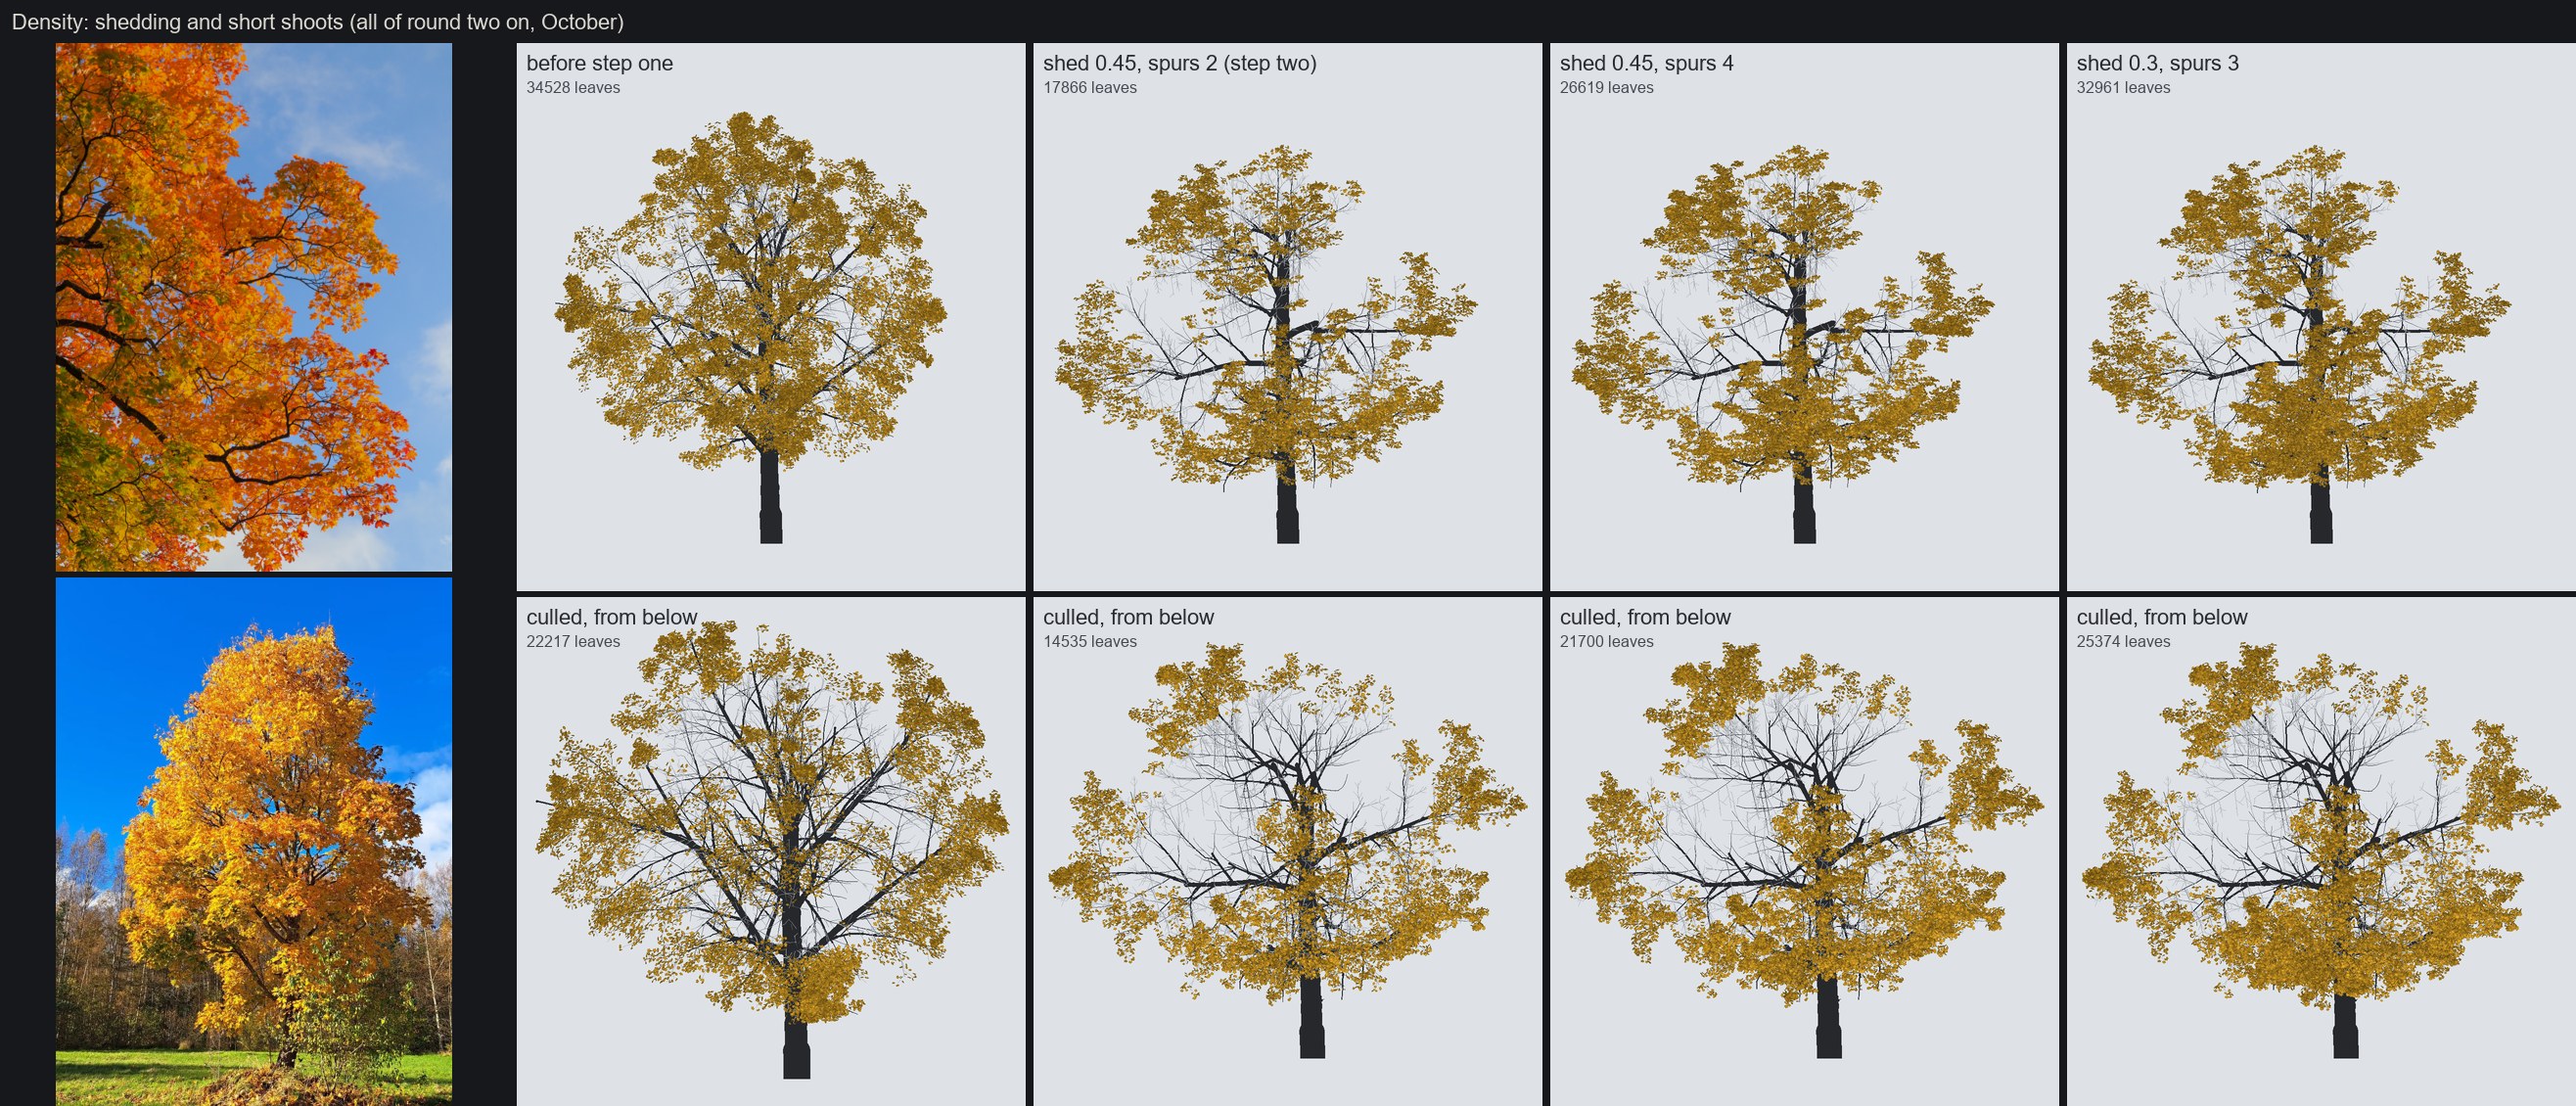 Density: shedding and short shoots (all of round two on, October)
before step one
34528 leaves
shed 0.45, spurs 2 (step two)
17866 leaves
shed 0.45, spurs 4
26619 leaves
shed 0.3, spurs 3
32961 leaves
culled, from below
22217 leaves
culled, from below
14535 leaves
culled, from below
21700 leaves
culled, from below
25374 leaves